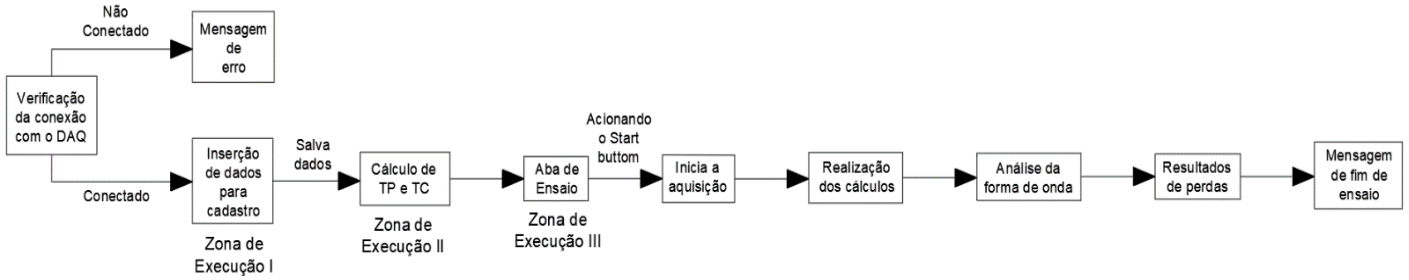 Não
Conectado
Mensagem
de
erro
Verificação
da conexão
com o DAQ
Conectado
Inserção
de dados
para
cadastro
Zona de
Execução I
Salva
dados
Cálculo de
TP e TC
Zona de
Execução II
Aba de
Ensaio
Zona de
Execução III
Acionando
o Start
buttom
Inicia a
aquisição
Realização
dos cálculos
Análise da
forma de onda
Resultados
de perdas
Mensagem
de fim de
ensaio